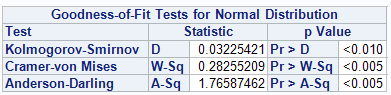 Goodness-of-Fit Tests for Normal Distribution
Test Statistic p Value
Kolmogorov-Smirnov D 0.03225421 Pr > D <0.010
Cramer-von Mises W-Sq 0.28255209 Pr > W-Sq <0.005
Anderson-Darling A-Sq 1.76587462 Pr > A-Sq <0.005